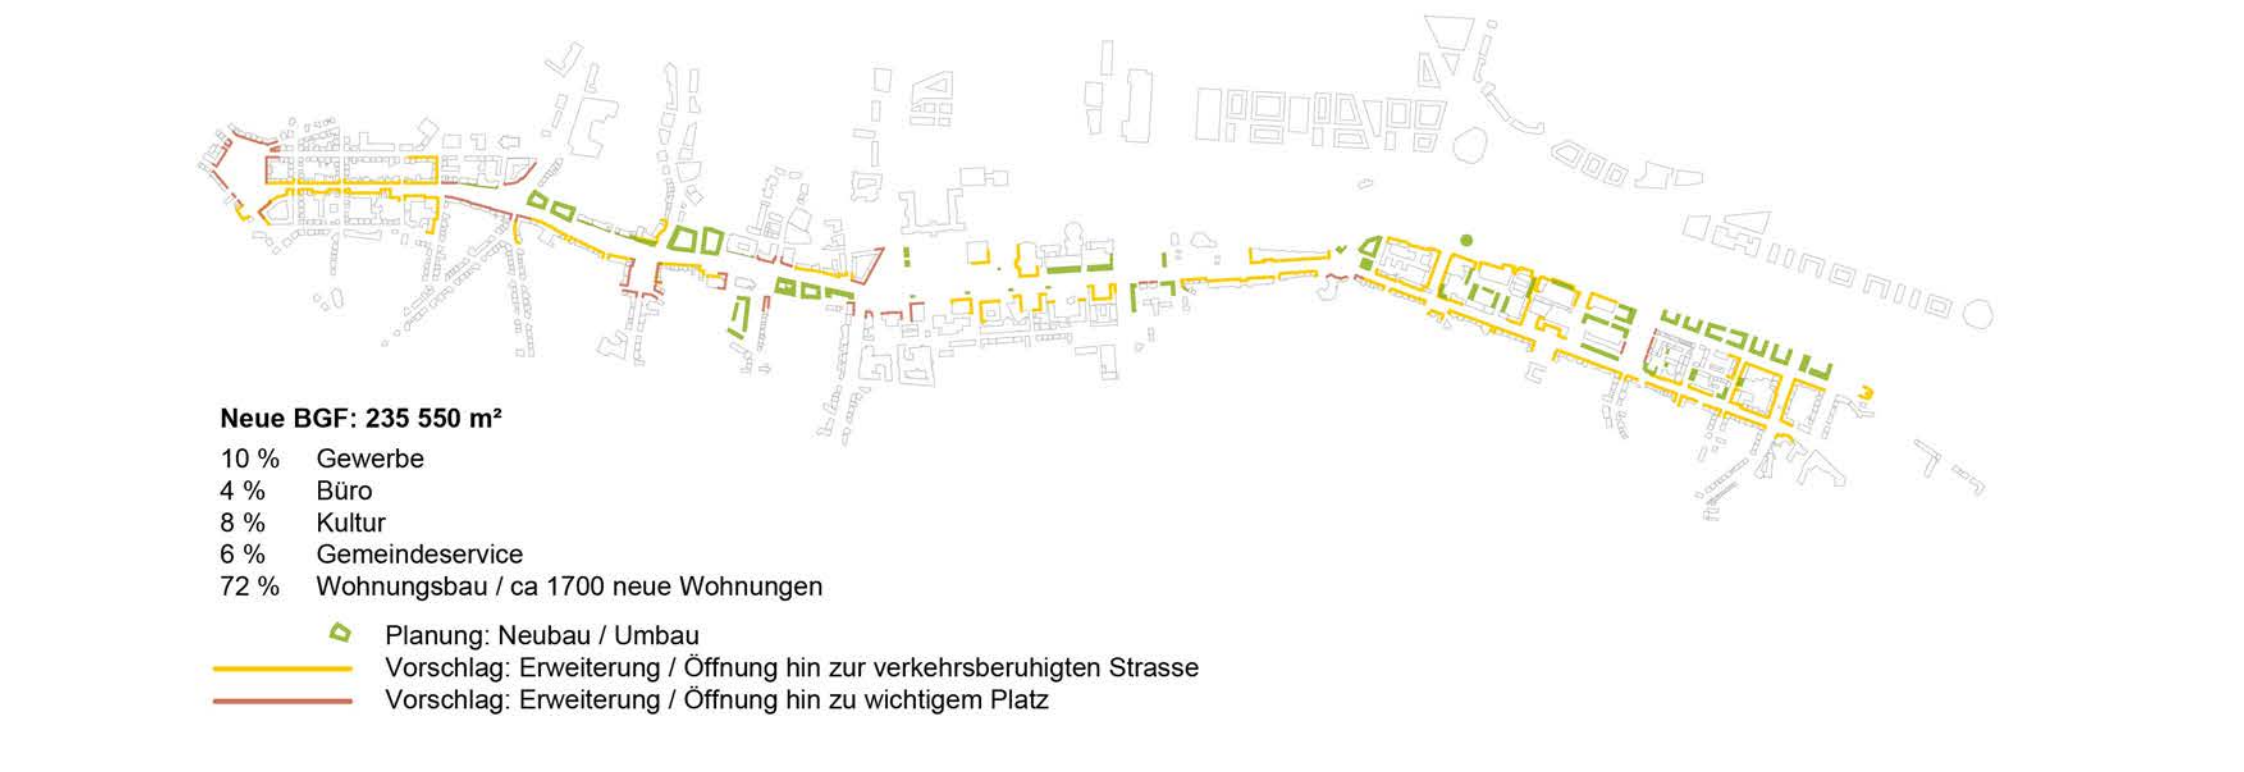 Neue BGF: 235 550 m²
10 % Gewerbe
4 % Büro
8 % Kultur
6 % Gemeindeservice
72 % Wohnungsbau / ca 1700 neue Wohnungen
Planung: Neubau / Umbau
Vorschlag: Erweiterung / Öffnung hin zur verkehrsberuhigten Strasse
Vorschlag: Erweiterung / Öffnung hin zu wichtigem Platz